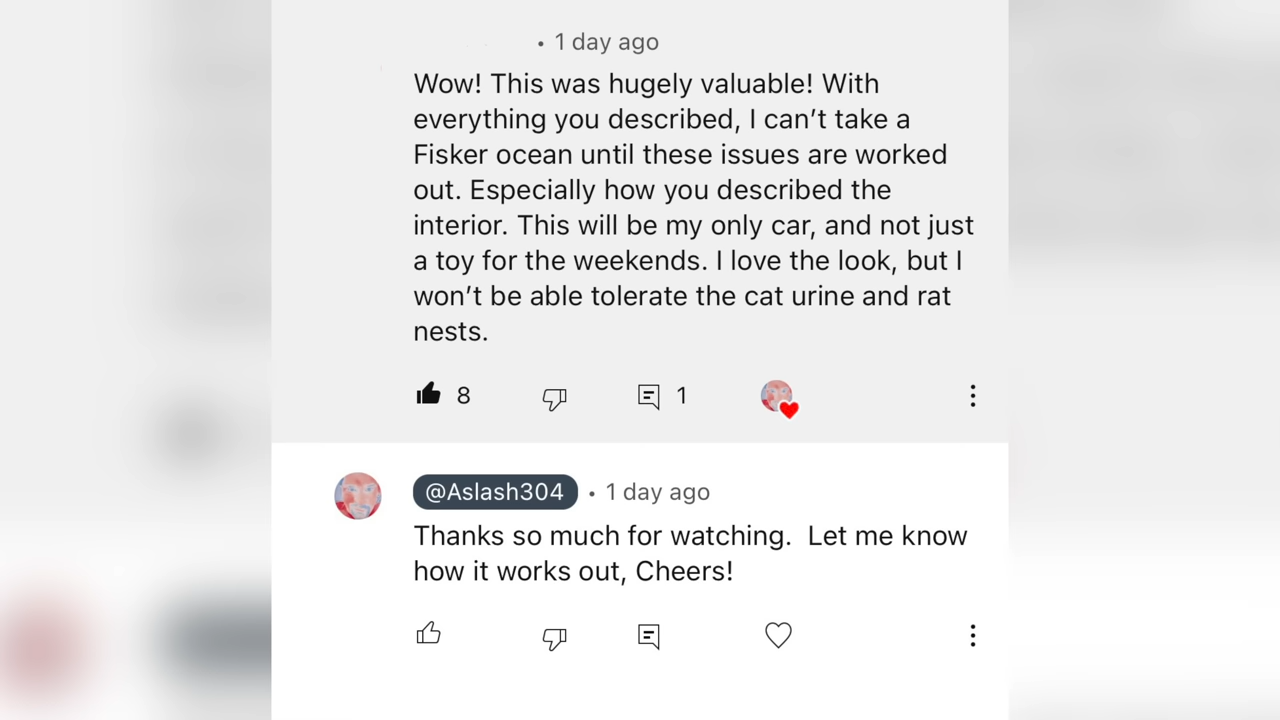 • 1 day ago
Wow! This was hugely valuable! With
everything you described, I can’t take a
Fisker ocean until these issues are worked
out. Especially how you described the
interior. This will be my only car, and not just
a toy for the weekends. I love the look, but I
won’t be able tolerate the cat urine and rat
nests.
8 1
@Aslash304 • 1 day ago
Thanks so much for watching.  Let me know
how it works out, Cheers!